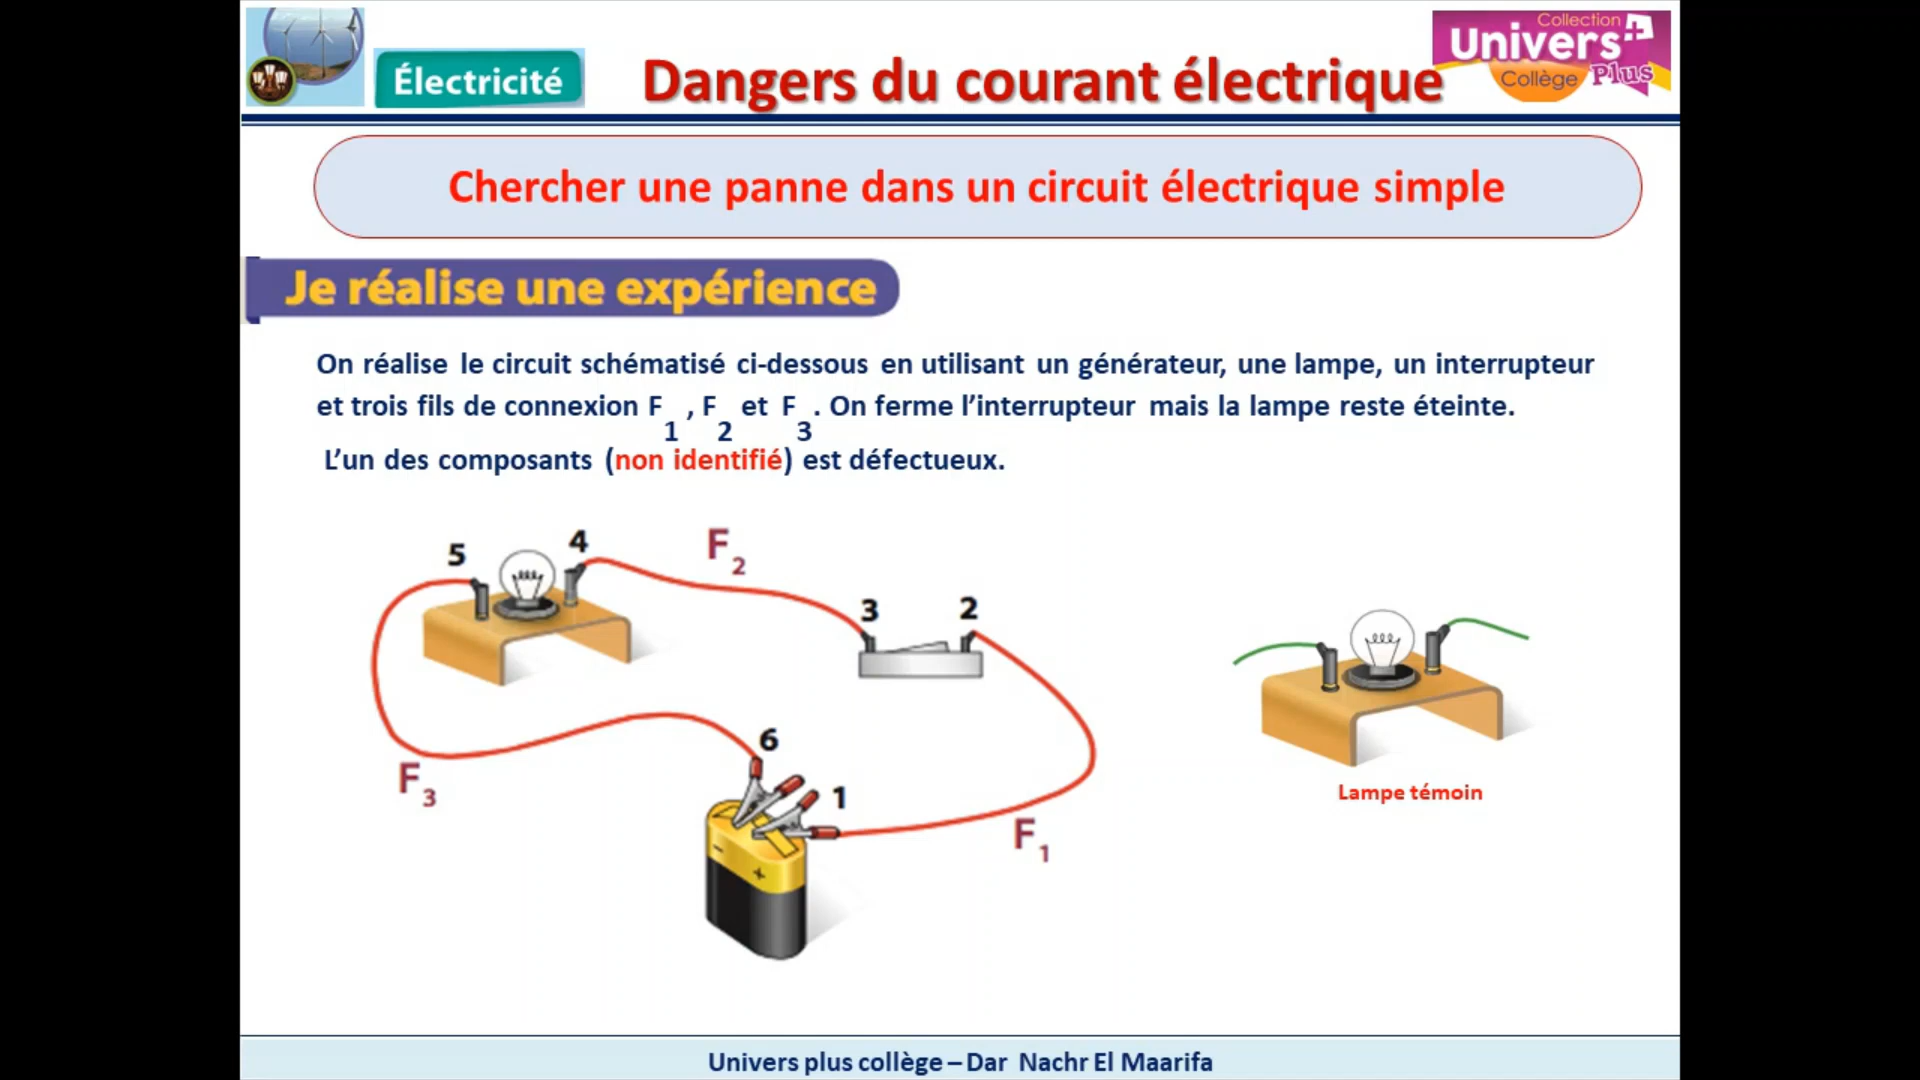 Électricité
Dangers du courant électrique
Collection
Univers+
Collège Plus
Chercher une panne dans un circuit électrique simple
Je réalise une expérience
On réalise le circuit schématisé ci-dessous en utilisant un générateur, une lampe, un interrupteur
et trois fils de connexion F1, F2 et F3. On ferme l’interrupteur mais la lampe reste éteinte.
L’un des composants (non identifié) est défectueux.
5
4
F2
3
2
6
1
F3
F1
-
+
Lampe témoin
Univers plus collège – Dar Nachr El Maarifa